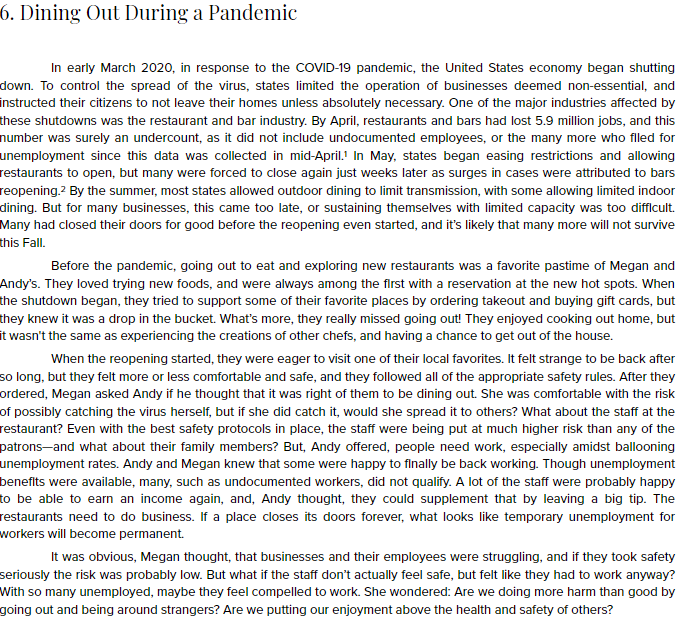 6. Dining Out During a Pandemic
In early March 2020, in response to the COVID-19 pandemic, the United States economy began shutting
down. To control the spread of the virus, states limited the operation of businesses deemed non-essential, and
instructed their citizens to not leave their homes unless absolutely necessary. One of the major industries affected by
these shutdowns was the restaurant and bar industry. By April, restaurants and bars had lost 5.9 million jobs, and this
number was surely an undercount, as it did not include undocumented employees, or the many more who filed for
unemployment since this data was collected in mid-April.¹ In May, states began easing restrictions and allowing
restaurants to open, but many were forced to close again just weeks later as surges in cases were attributed to bars
reopening.² By the summer, most states allowed outdoor dining to limit transmission, with some allowing limited indoor
dining. But for many businesses, this came too late, or sustaining themselves with limited capacity was too difficult.
Many had closed their doors for good before the reopening even started, and it's likely that many more will not survive
this Fall.
Before the pandemic, going out to eat and exploring new restaurants was a favorite pastime of Megan and
Andy's. They loved trying new foods, and were always among the first with a reservation at the new hot spots. When
the shutdown began, they tried to support some of their favorite places by ordering takeout and buying gift cards, but
they knew it was a drop in the bucket. What's more, they really missed going out! They enjoyed cooking out home, but
it wasn't the same as experiencing the creations of other chefs, and having a chance to get out of the house.
When the reopening started, they were eager to visit one of their local favorites. It felt strange to be back after
so long, but they felt more or less comfortable and safe, and they followed all of the appropriate safety rules. After they
ordered, Megan asked Andy if he thought that it was right of them to be dining out. She was comfortable with the risk
of possibly catching the virus herself, but if she did catch it, would she spread it to others? What about the staff at the
restaurant? Even with the best safety protocols in place, the staff were being put at much higher risk than any of the
patrons—and what about their family members? But, Andy offered, people need work, especially amidst ballooning
unemployment rates. Andy and Megan knew that some were happy to finally be back working. Though unemployment
benefits were available, many, such as undocumented workers, did not qualify. A lot of the staff were probably happy
to be able to earn an income again, and, Andy thought, they could supplement that by leaving a big tip. The
restaurants need to do business. If a place closes its doors forever, what looks like temporary unemployment for
workers will become permanent.
It was obvious, Megan thought, that businesses and their employees were struggling, and if they took safety
seriously the risk was probably low. But what if the staff don't actually feel safe, but felt like they had to work anyway?
With so many unemployed, maybe they feel compelled to work. She wondered: Are we doing more harm than good by
going out and being around strangers? Are we putting our enjoyment above the health and safety of others?